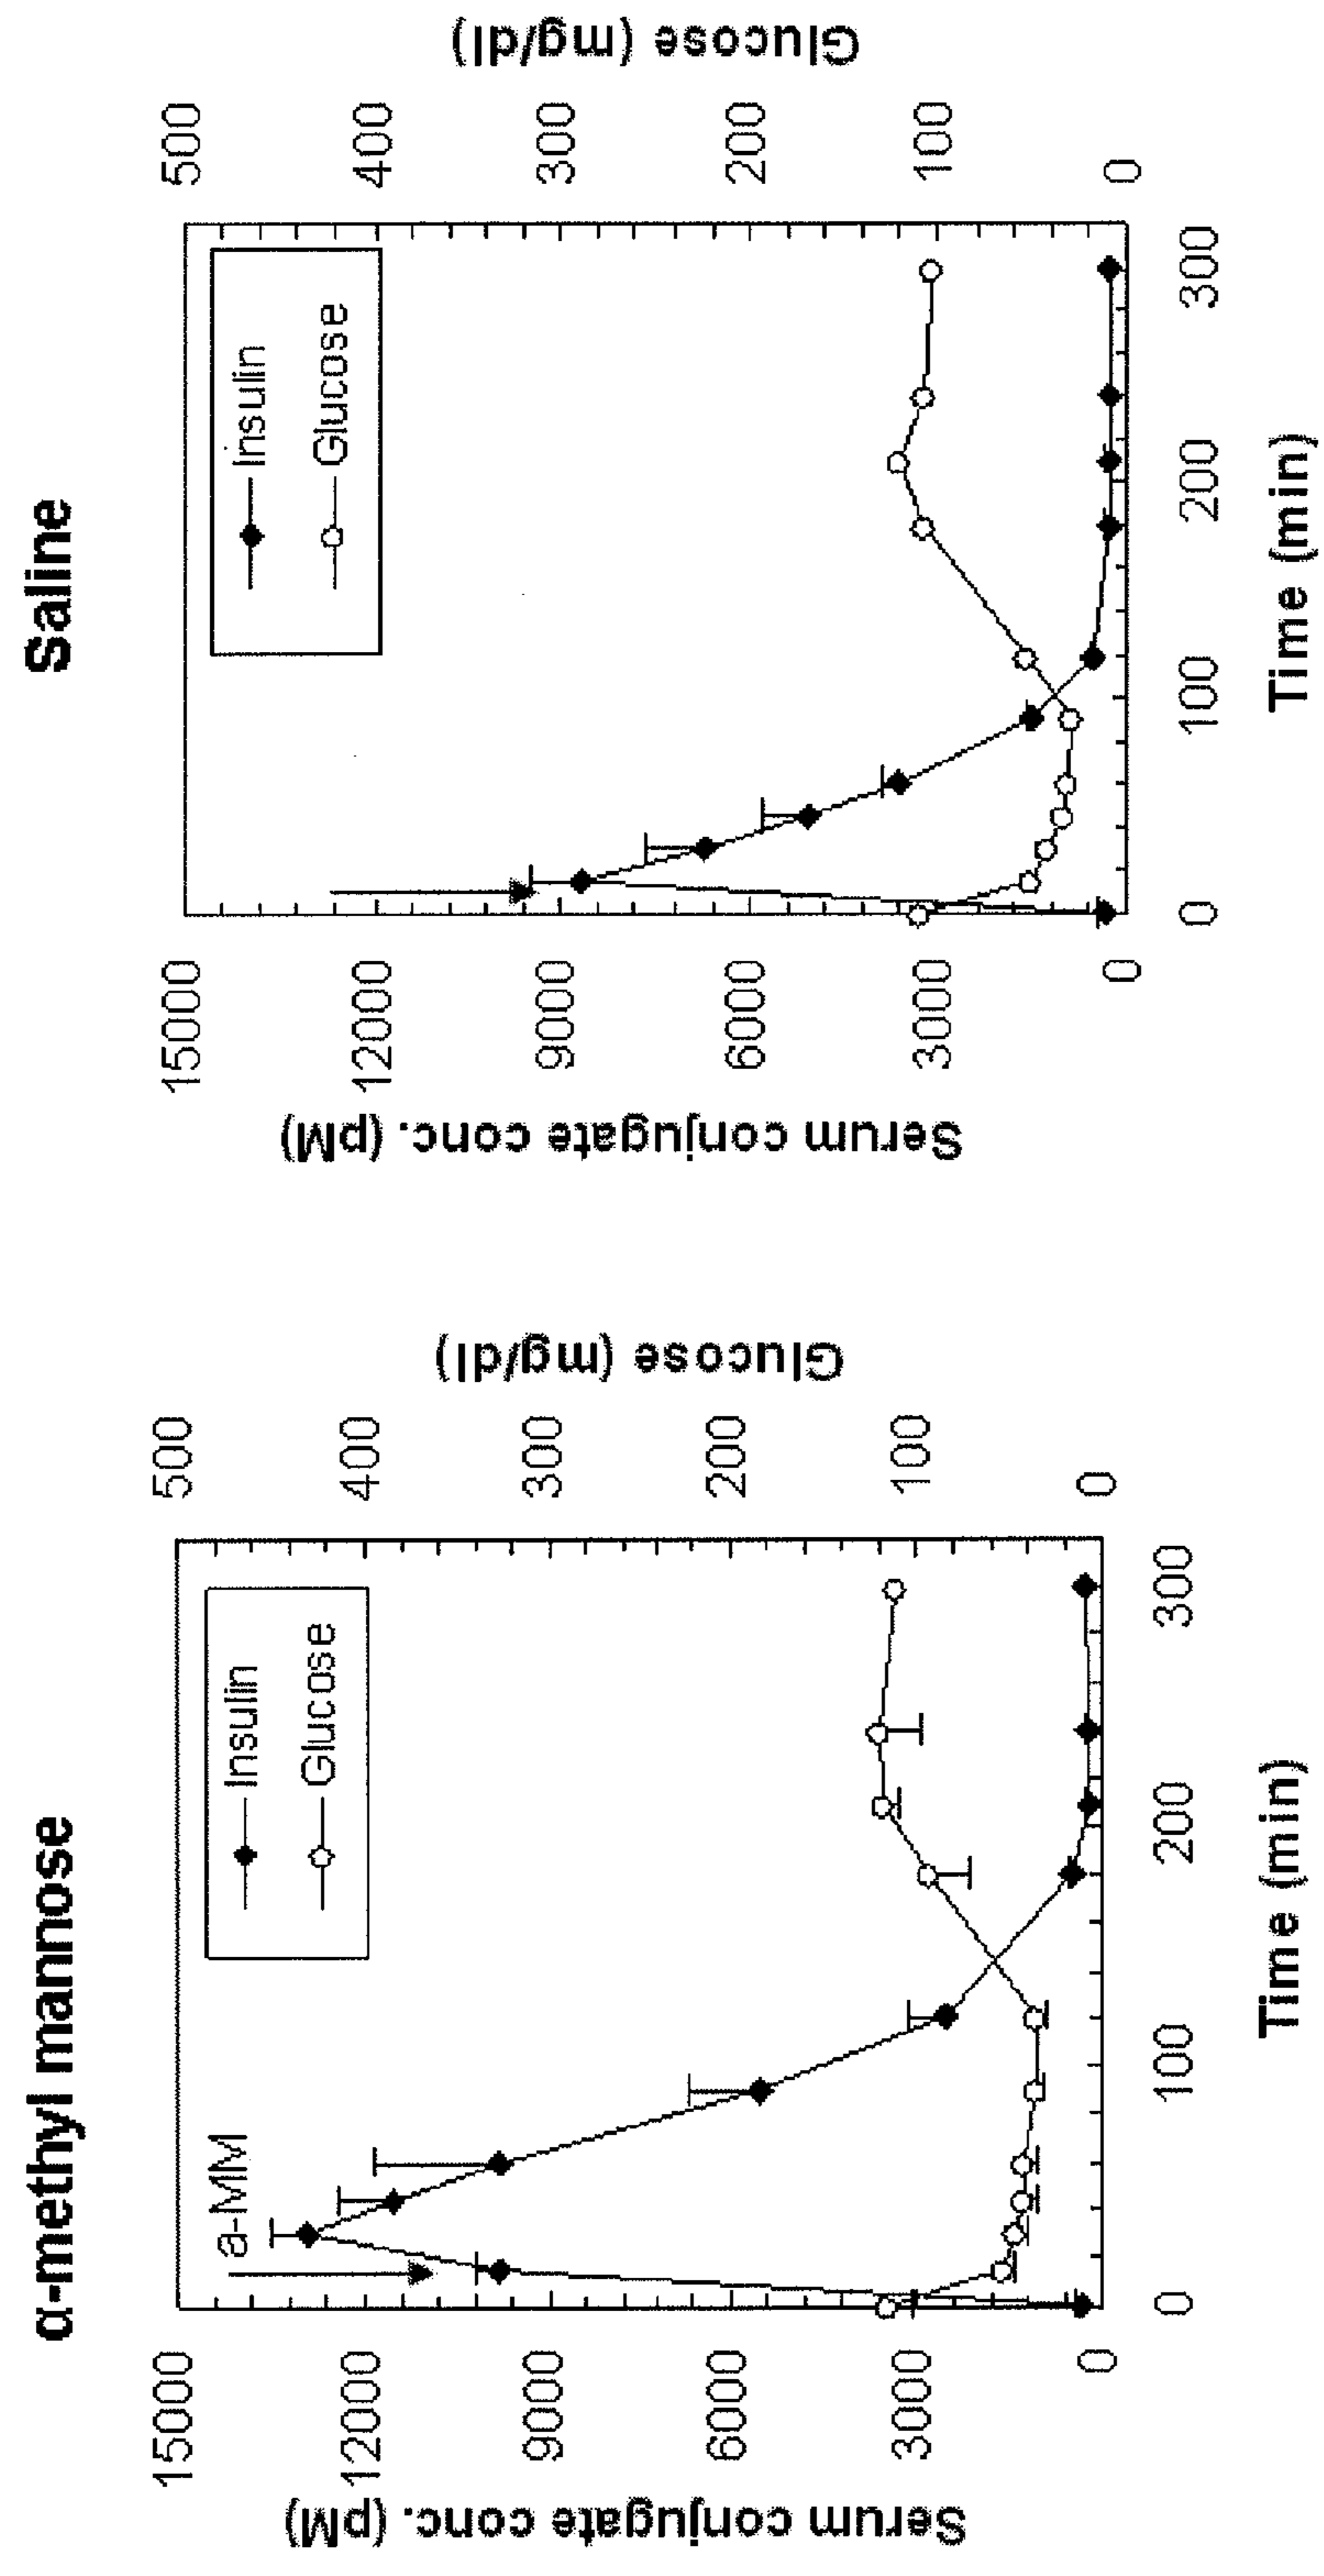 α-methyl mannose
Serum conjugate conc. (pM)
15000
12000
9000
6000
3000
0
a-MM
Insulin
Glucose
500
400
300
200
100
0
Glucose (mg/dl)
0
100
200
300
Time (min)
Saline
Serum conjugate conc. (pM)
15000
12000
9000
6000
3000
0
Insulin
Glucose
500
400
300
200
100
0
Glucose (mg/dl)
0
100
200
300
Time (min)